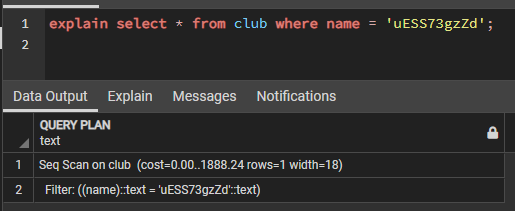 1 explain select * from club where name = 'uESS73gzZd';
2
Data Output Explain Messages Notifications
QUERY PLAN
text
1 Seq Scan on club (cost=0.00..1888.24 rows=1 width=18)
2 Filter: ((name)::text = 'uESS73gzZd'::text)